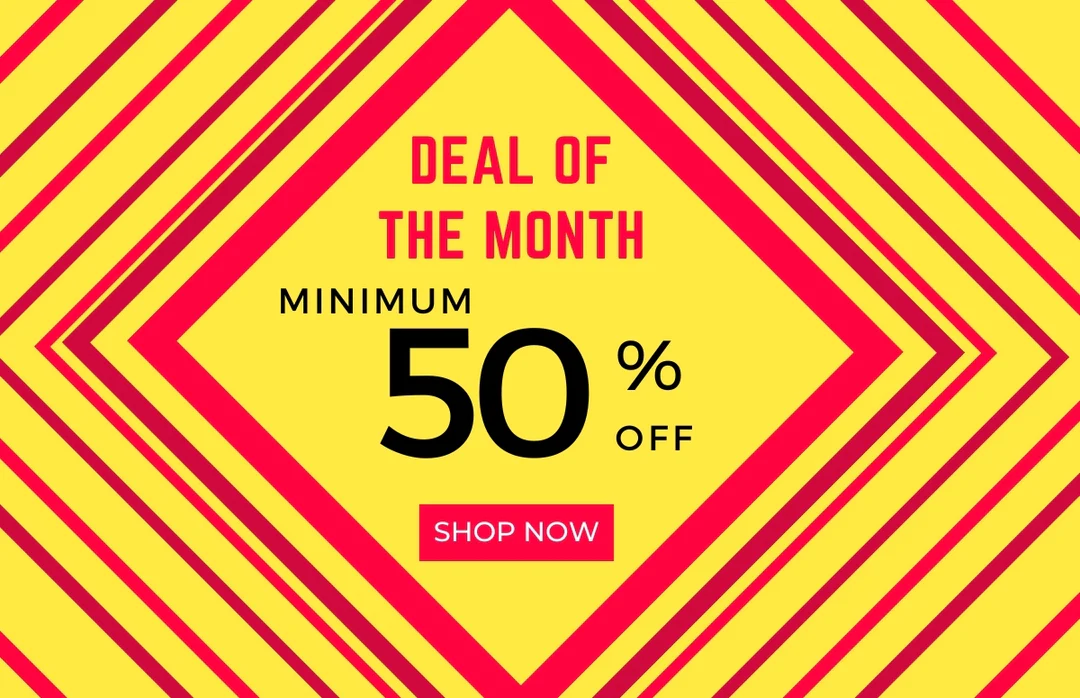 DEAL OF
THE MONTH
MINIMUM
50 %
OFF
SHOP NOW